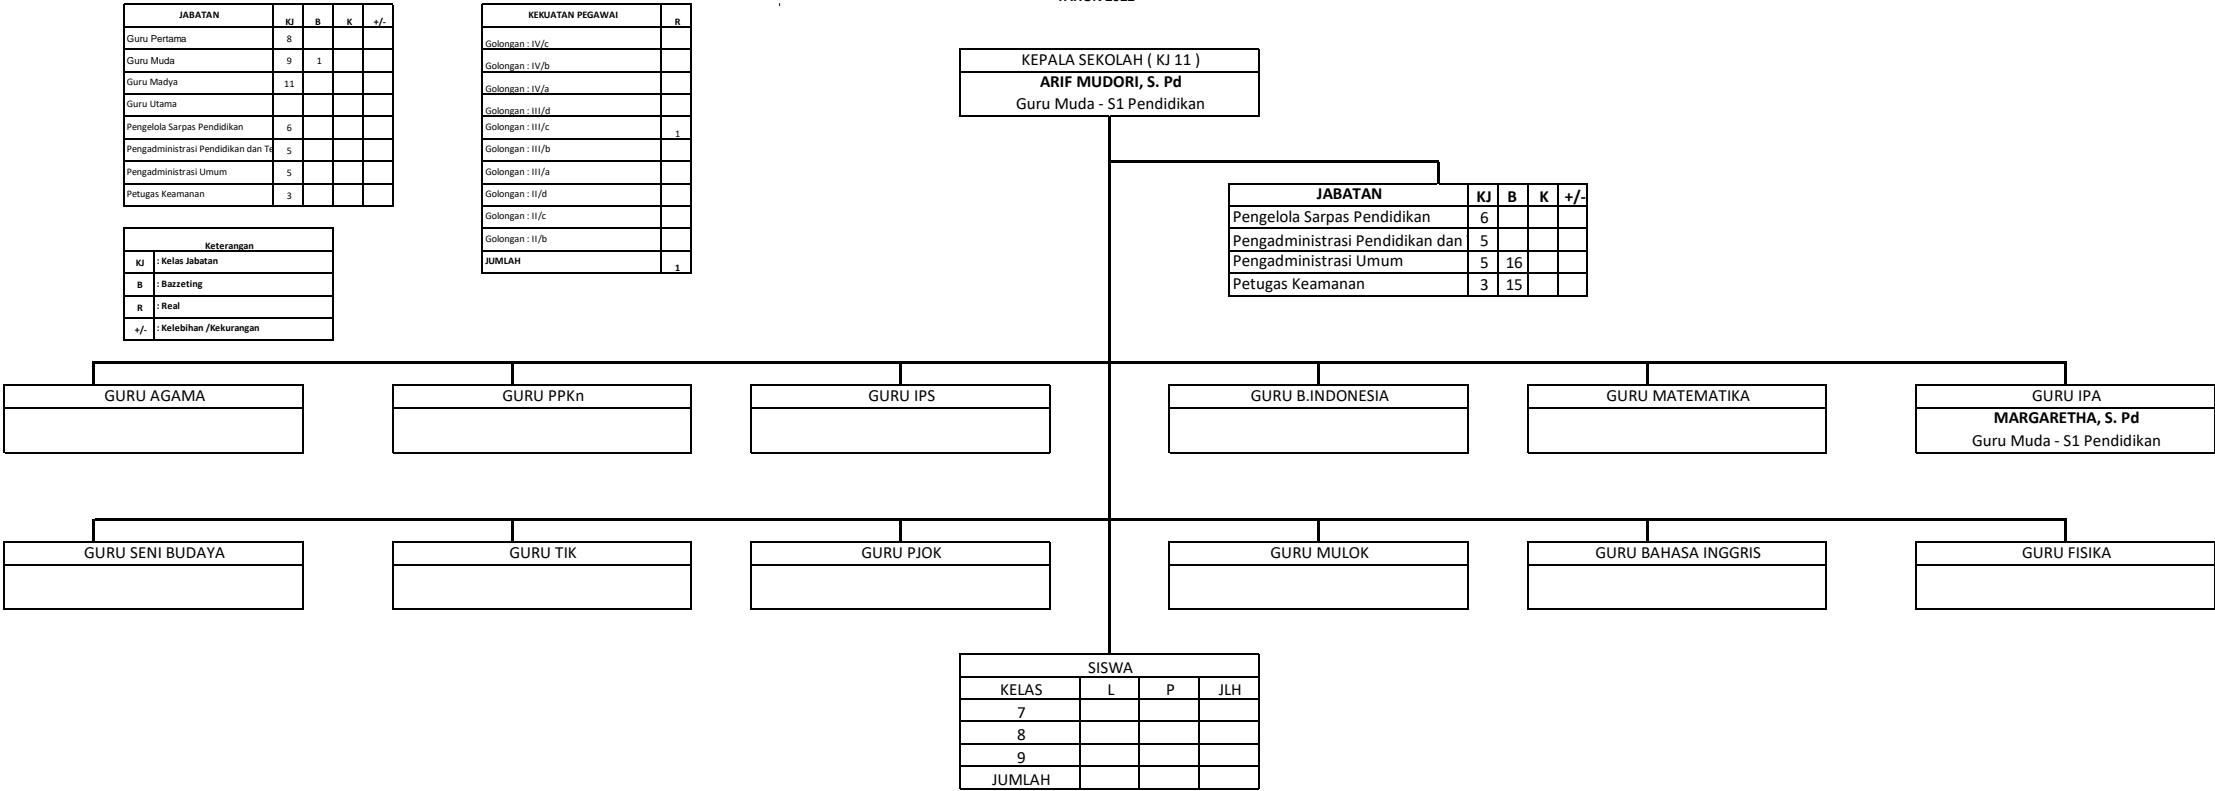 JABATAN KJ B K +/-
Guru Pertama 8
Guru Muda 9 1
Guru Madya 11
Guru Utama
Pengelola Sarpas Pendidikan 6
Pengadministrasi Pendidikan dan Te 5
Pengadministrasi Umum 5
Petugas Keamanan 3
Keterangan
KJ : Kelas Jabatan
B : Bazzeting
R : Real
+/- : Kelebihan /Kekurangan
KEKUATAN PEGAWAI R
Golongan : IV/c
Golongan : IV/b
Golongan : IV/a
Golongan : III/d
Golongan : III/c 1
Golongan : III/b
Golongan : III/a
Golongan : II/d
Golongan : II/c
Golongan : II/b
JUMLAH 1
KEPALA SEKOLAH ( KJ 11 )
ARIF MUDORI, S. Pd
Guru Muda - S1 Pendidikan
JABATAN KJ B K +/-
Pengelola Sarpas Pendidikan 6
Pengadministrasi Pendidikan dan 5
Pengadministrasi Umum 5 16
Petugas Keamanan 3 15
GURU AGAMA
GURU PPKn
GURU IPS
GURU B.INDONESIA
GURU MATEMATIKA
GURU IPA
MARGARETHA, S. Pd
Guru Muda - S1 Pendidikan
GURU SENI BUDAYA
GURU TIK
GURU PJOK
GURU MULOK
GURU BAHASA INGGRIS
GURU FISIKA
SISWA
KELAS L P JLH
7
8
9
JUMLAH